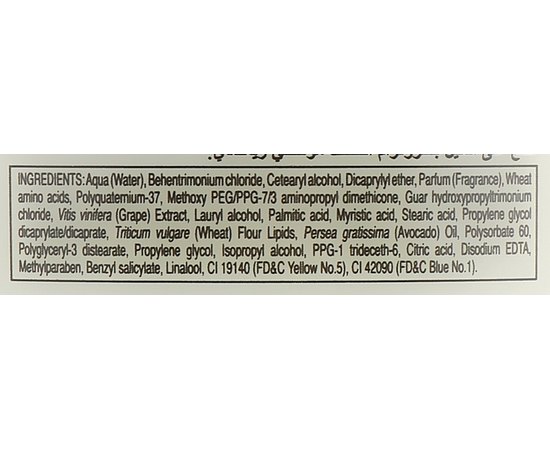 INGREDIENTS: Aqua (Water), Behentrimonium chloride, Cetearyl alcohol, Dicaprylyl ether, Parfum (Fragrance), Wheat
amino acids, Polyquaternium-37, Methoxy PEG/PPG-7/3 aminopropyl dimethicone, Guar hydroxypropyltrimonium
chloride, Vitis vinifera (Grape) Extract, Lauryl alcohol, Palmitic acid, Myristic acid, Stearic acid, Propylene glycol
dicaprylate/dicaprate, Triticum vulgare (Wheat) Flour Lipids, Persea gratissima (Avocado) Oil, Polysorbate 60,
Polyglyceryl-3 distearate, Propylene glycol, Isopropyl alcohol, PPG-1 trideceth-6, Citric acid, Disodium EDTA,
Methylparaben, Benzyl salicylate, Linalool, CI 19140 (FD&C Yellow No.5), CI 42090 (FD&C Blue No.1).